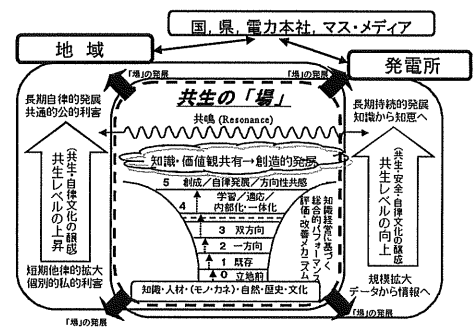 国, 県, 電力本社, マス・メディア
地 域
発電所
「場」の発展
「場」の発展
共生の「場」
共鳴 (Resonance)
長期自律的発展
共通的公的利害
長期持続的発展
知識から知恵へ
知識・価値観共有→創造的発展
共生レベルの上昇
(共生・自律文化の醸成)
5 創成/自律発展/方向性共感
4 学習/適応/
内部化・一体化
3 双方向
2 一方向
1 既存
0 立地前
知識経営に基づく
総合的パフォーマンス
評価・改善メカニズム
共生レベルの向上
(共生・安全・自律文化の醸成)
短期他律的拡大
個別的私的利害
規模拡大
データから情報へ
知識・人材・(モノ・カネ)・自然・歴史・文化
「場」の発展
「場」の発展